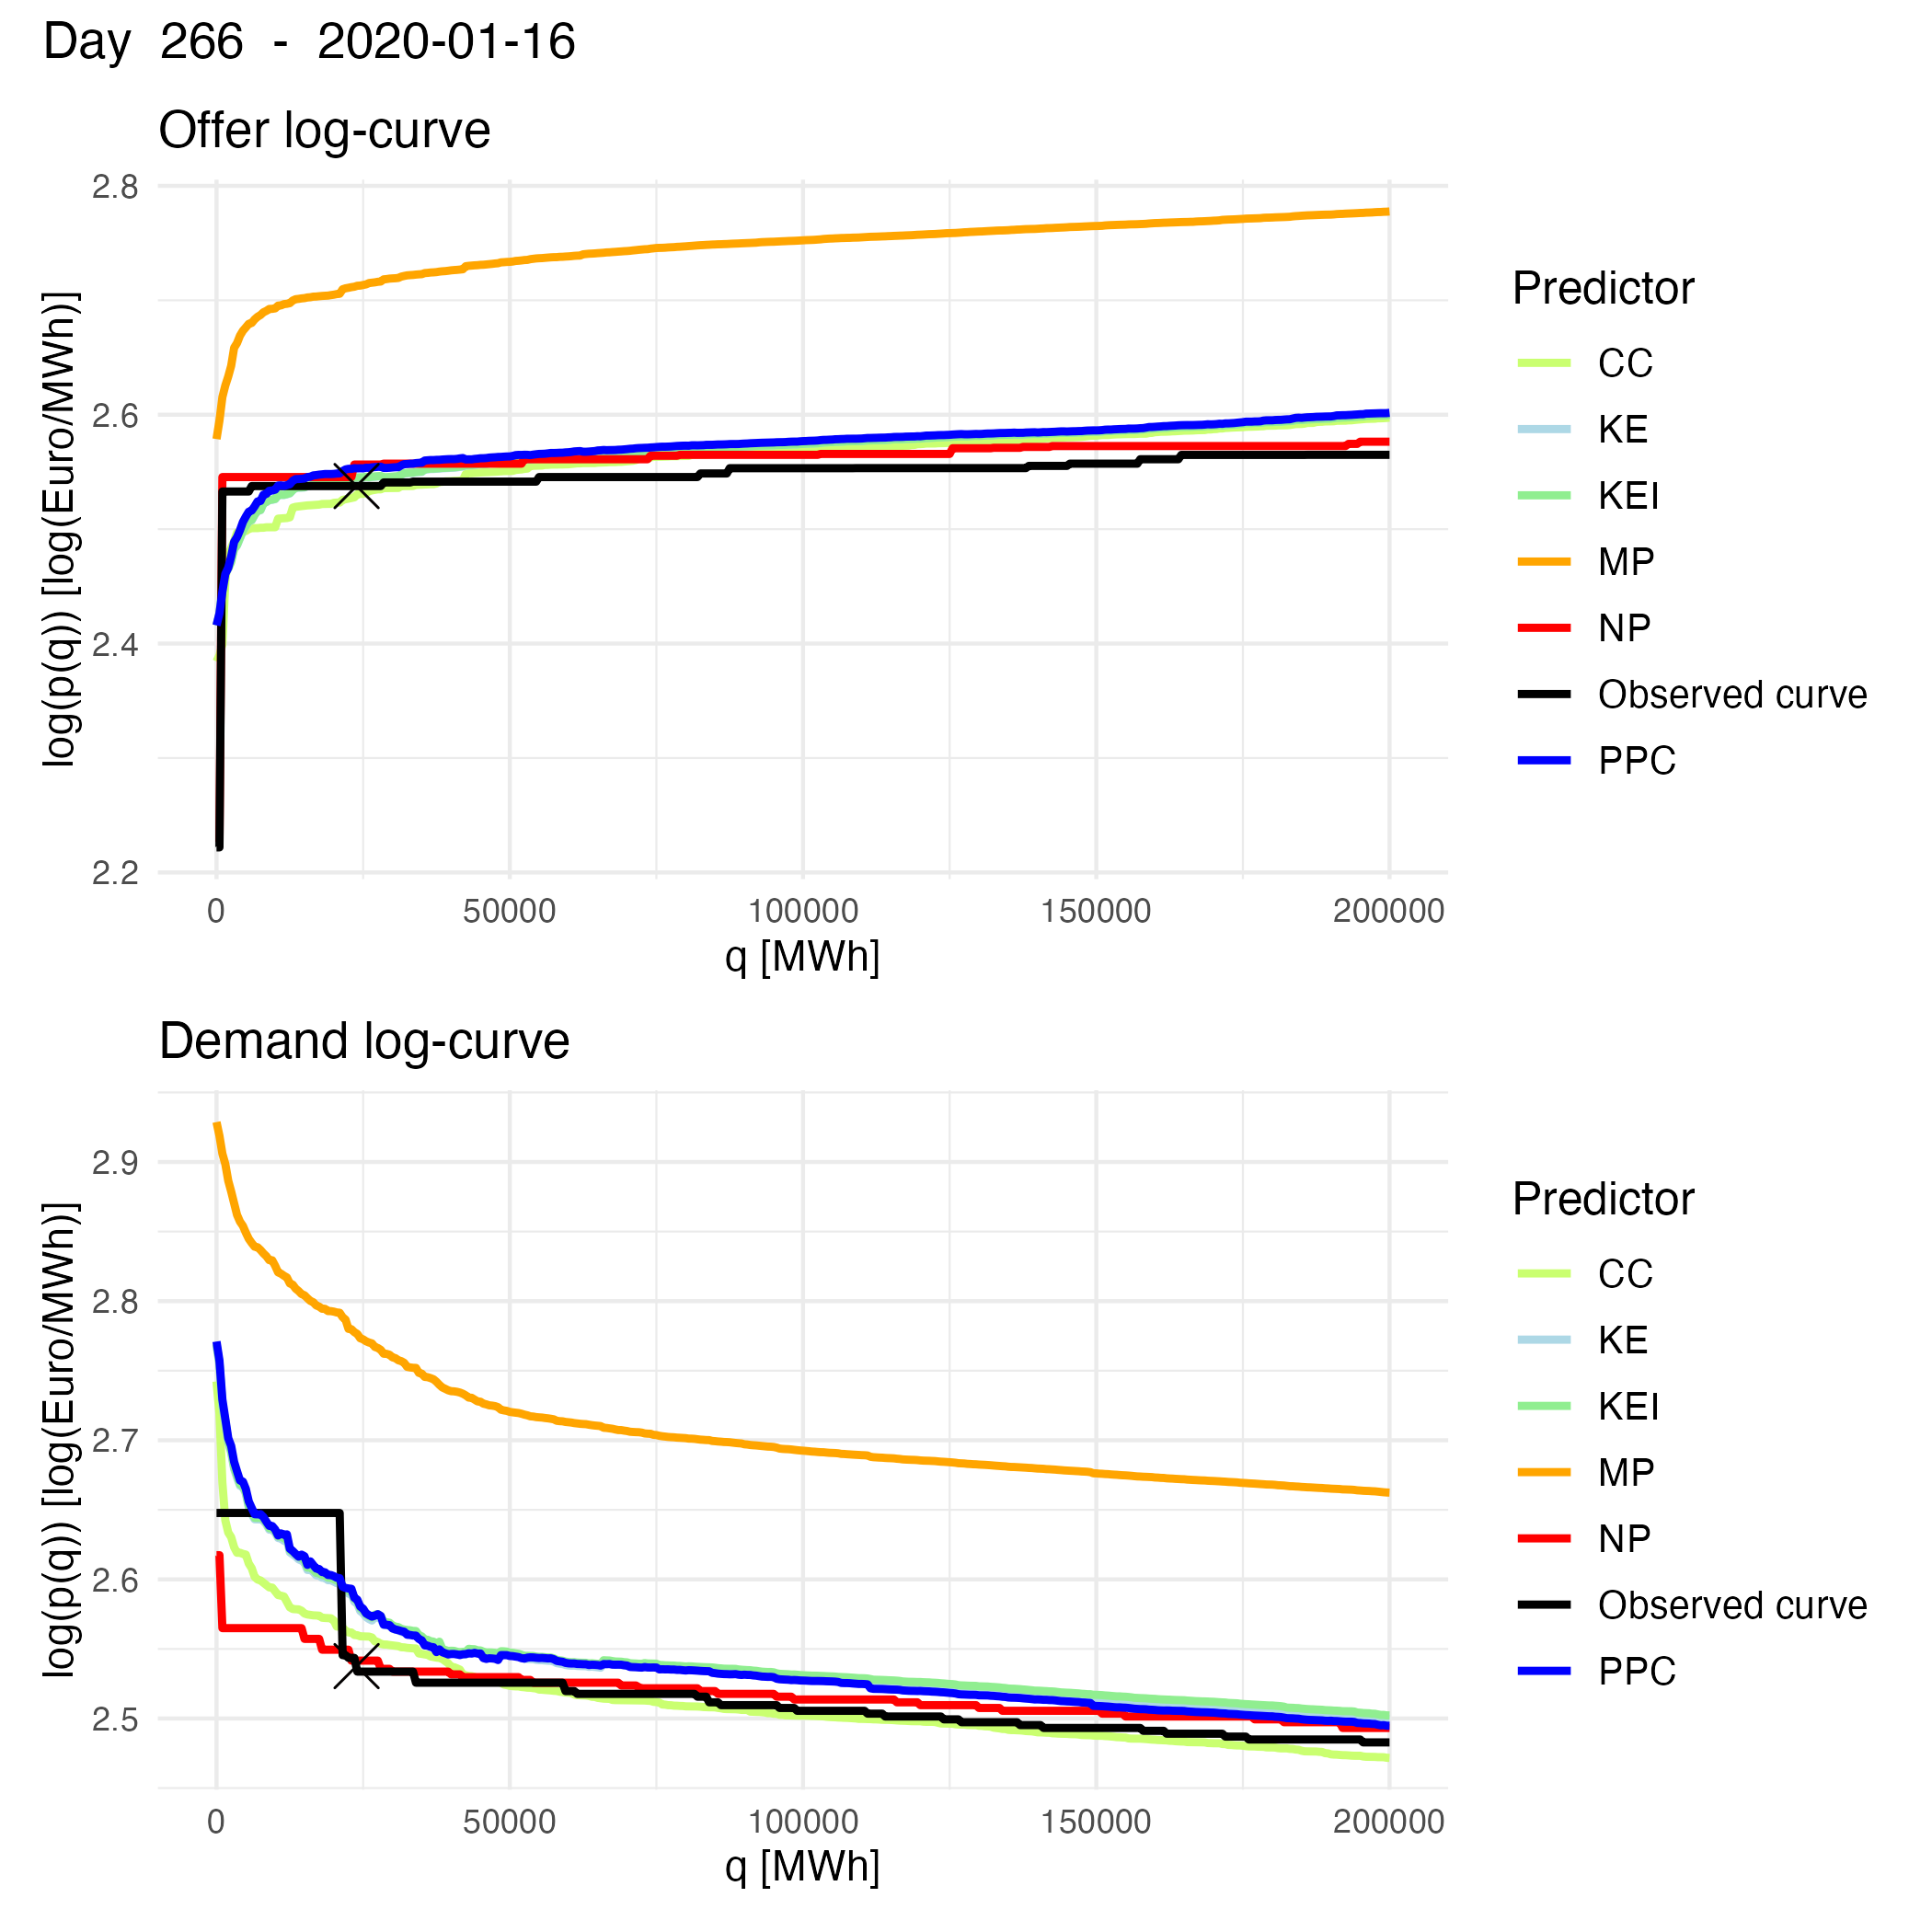 Day 266 - 2020-01-16
Offer log-curve
log(p(q)) [log(Euro/MWh)]
2.8
2.6
2.4
2.2
0 50000 100000 150000 200000
q [MWh]
Predictor
CC
KE
KEI
MP
NP
Observed curve
PPC
Demand log-curve
log(p(q)) [log(Euro/MWh)]
2.9
2.8
2.7
2.6
2.5
0 50000 100000 150000 200000
q [MWh]
Predictor
CC
KE
KEI
MP
NP
Observed curve
PPC